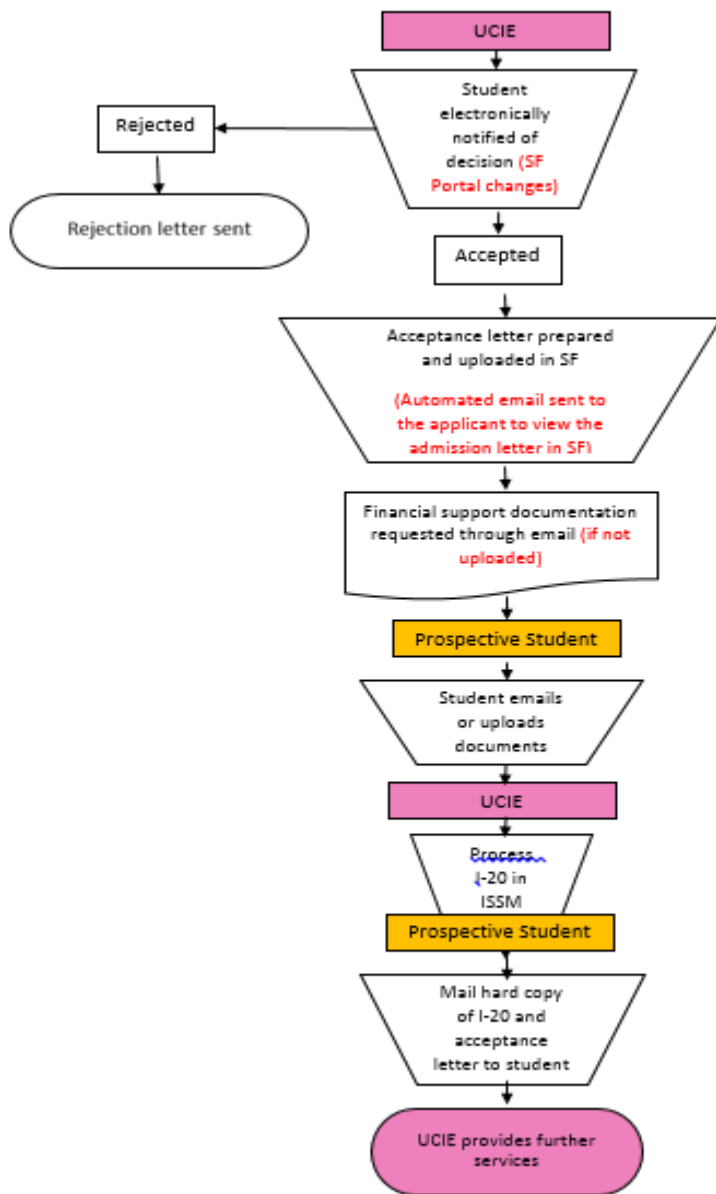 UCIE
Student
electronically
notified of
decision (SF
Portal changes)
Rejected
Rejection letter sent
Accepted
Acceptance letter prepared
and uploaded in SF
(Automated email sent to
the applicant to view the
admission letter in SF)
Financial support documentation
requested through email (if not
uploaded)
Prospective Student
Student emails
or uploads
documents
UCIE
Process
I-20 in
ISSM
Prospective Student
Mail hard copy
of I-20 and
acceptance
letter to student
UCIE provides further
services